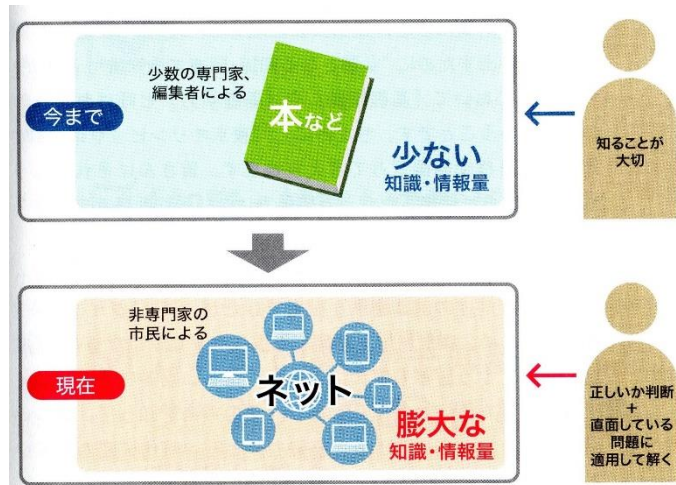 少数の専門家、
編集者による
今まで
本など
少ない
知識・情報量
知ることが
大切
非専門家の
市民による
現在
ネット
膨大な
知識・情報量
正しいか判断
+
直面している
問題に
適用して解く